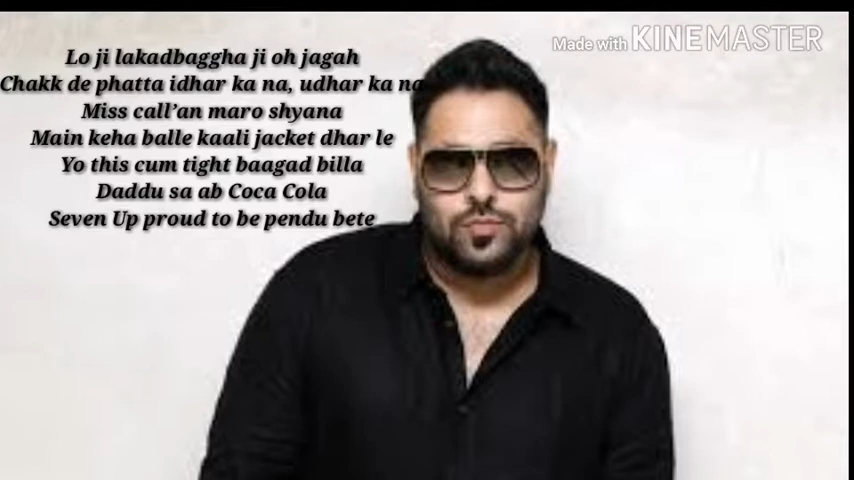 Made with KINEMASTER
Lo ji lakadbaggha ji oh jagah
Chakk de phatta idhar ka na, udhar ka na
Miss call’an maro shyana
Main keha balle kaali jacket dhar le
Yo this cum tight baagad billa
Daddu sa ab Coca Cola
Seven Up proud to be pendu bete